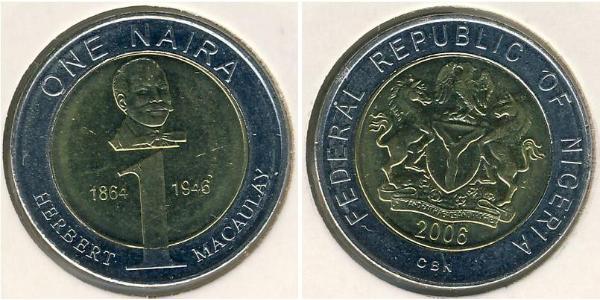 ONE NAIRA
1
1864 1946
HERBERT MACAULAY
FEDERAL REPUBLIC OF NIGERIA
2006
CBN